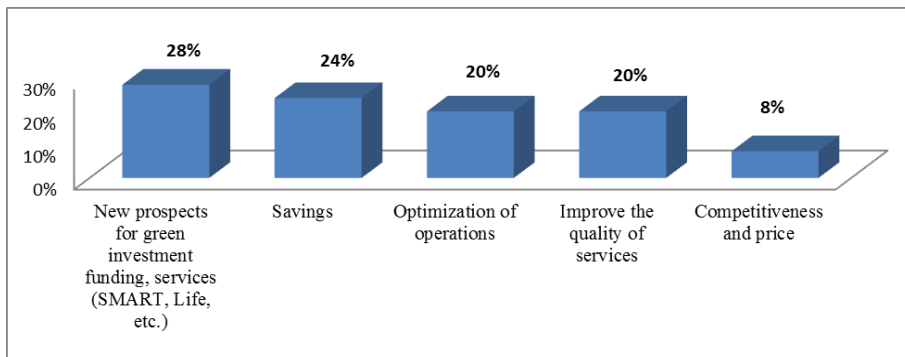 28%
24%
20%
20%
8%
30%
20%
10%
0%
New prospects
for green
investment
funding, services
(SMART, Life,
etc.)
Savings
Optimization of
operations
Improve the
quality of
services
Competitiveness
and price